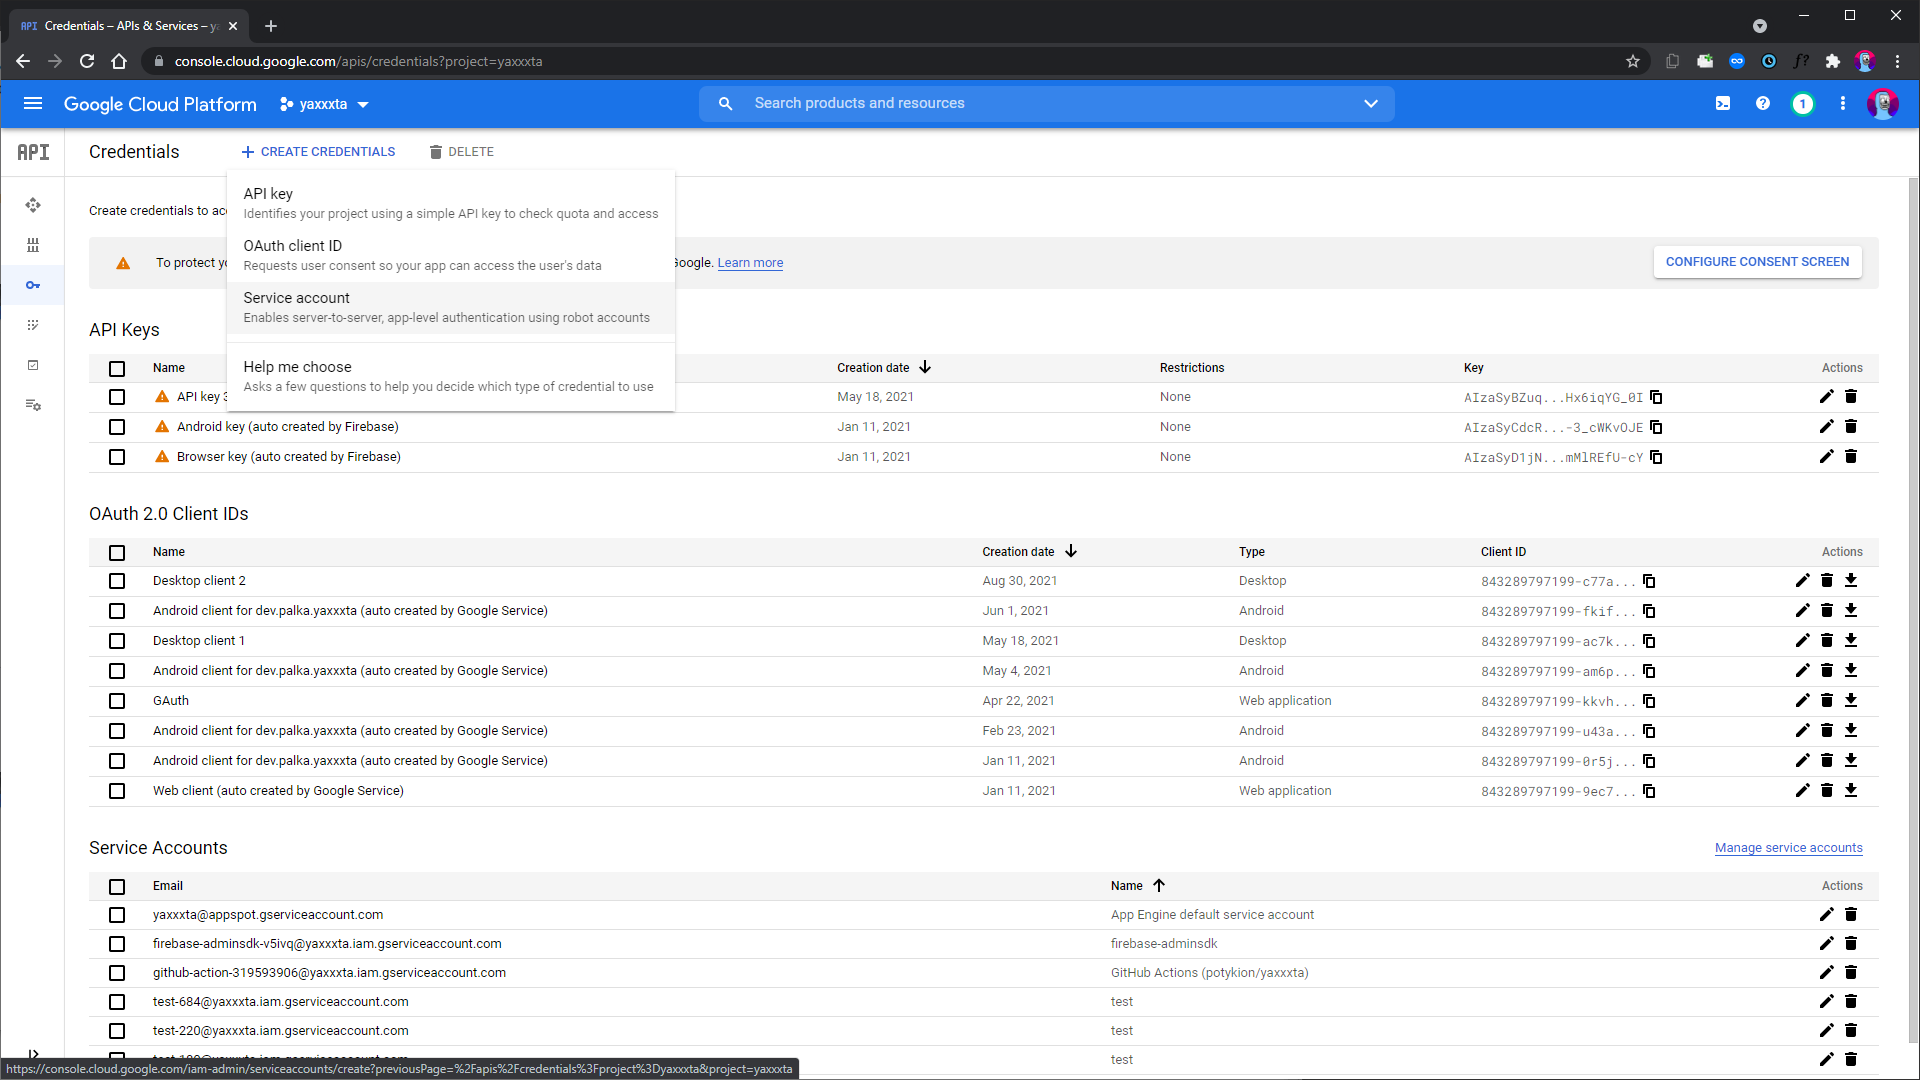 API Credentials – APIs & Services – ya
console.cloud.google.com/apis/credentials?project=yaxxxta
f?
Google Cloud Platform yaxxxta Search products and resources 1
API Credentials CREATE CREDENTIALS DELETE
API key
Identifies your project using a simple API key to check quota and access
Create credentials to acc
OAuth client ID
Requests user consent so your app can access the user's data
To protect yo Google. Learn more CONFIGURE CONSENT SCREEN
Service account
Enables server-to-server, app-level authentication using robot accounts
Help me choose
Asks a few questions to help you decide which type of credential to use
API Keys
Name Creation date Restrictions Key Actions
API key 3 May 18, 2021 None AIzaSyBZuq...Hx6iqYG_0I
Android key (auto created by Firebase) Jan 11, 2021 None AIzaSyCdcR...-3_cWKvOJE
Browser key (auto created by Firebase) Jan 11, 2021 None AIzaSyD1jN...mMlREfU-cY
OAuth 2.0 Client IDs
Name Creation date Type Client ID Actions
Desktop client 2 Aug 30, 2021 Desktop 843289797199-c77a...
Android client for dev.palka.yaxxxta (auto created by Google Service) Jun 1, 2021 Android 843289797199-fkif...
Desktop client 1 May 18, 2021 Desktop 843289797199-ac7k...
Android client for dev.palka.yaxxxta (auto created by Google Service) May 4, 2021 Android 843289797199-am6p...
GAuth Apr 22, 2021 Web application 843289797199-kkvh...
Android client for dev.palka.yaxxxta (auto created by Google Service) Feb 23, 2021 Android 843289797199-u43a...
Android client for dev.palka.yaxxxta (auto created by Google Service) Jan 11, 2021 Android 843289797199-0r5j...
Web client (auto created by Google Service) Jan 11, 2021 Web application 843289797199-9ec7...
Service Accounts Manage service accounts
Email Name Actions
yaxxxta@appspot.gserviceaccount.com App Engine default service account
firebase-adminsdk-v5ivq@yaxxxta.iam.gserviceaccount.com firebase-adminsdk
github-action-319593906@yaxxxta.iam.gserviceaccount.com GitHub Actions (potykion/yaxxxta)
test-684@yaxxxta.iam.gserviceaccount.com test
test-220@yaxxxta.iam.gserviceaccount.com test
test
https://console.cloud.google.com/iam-admin/serviceaccounts/create?previousPage=%2Fapis%2Fcredentials%3Fproject%3Dyaxxxta&project=yaxxxta